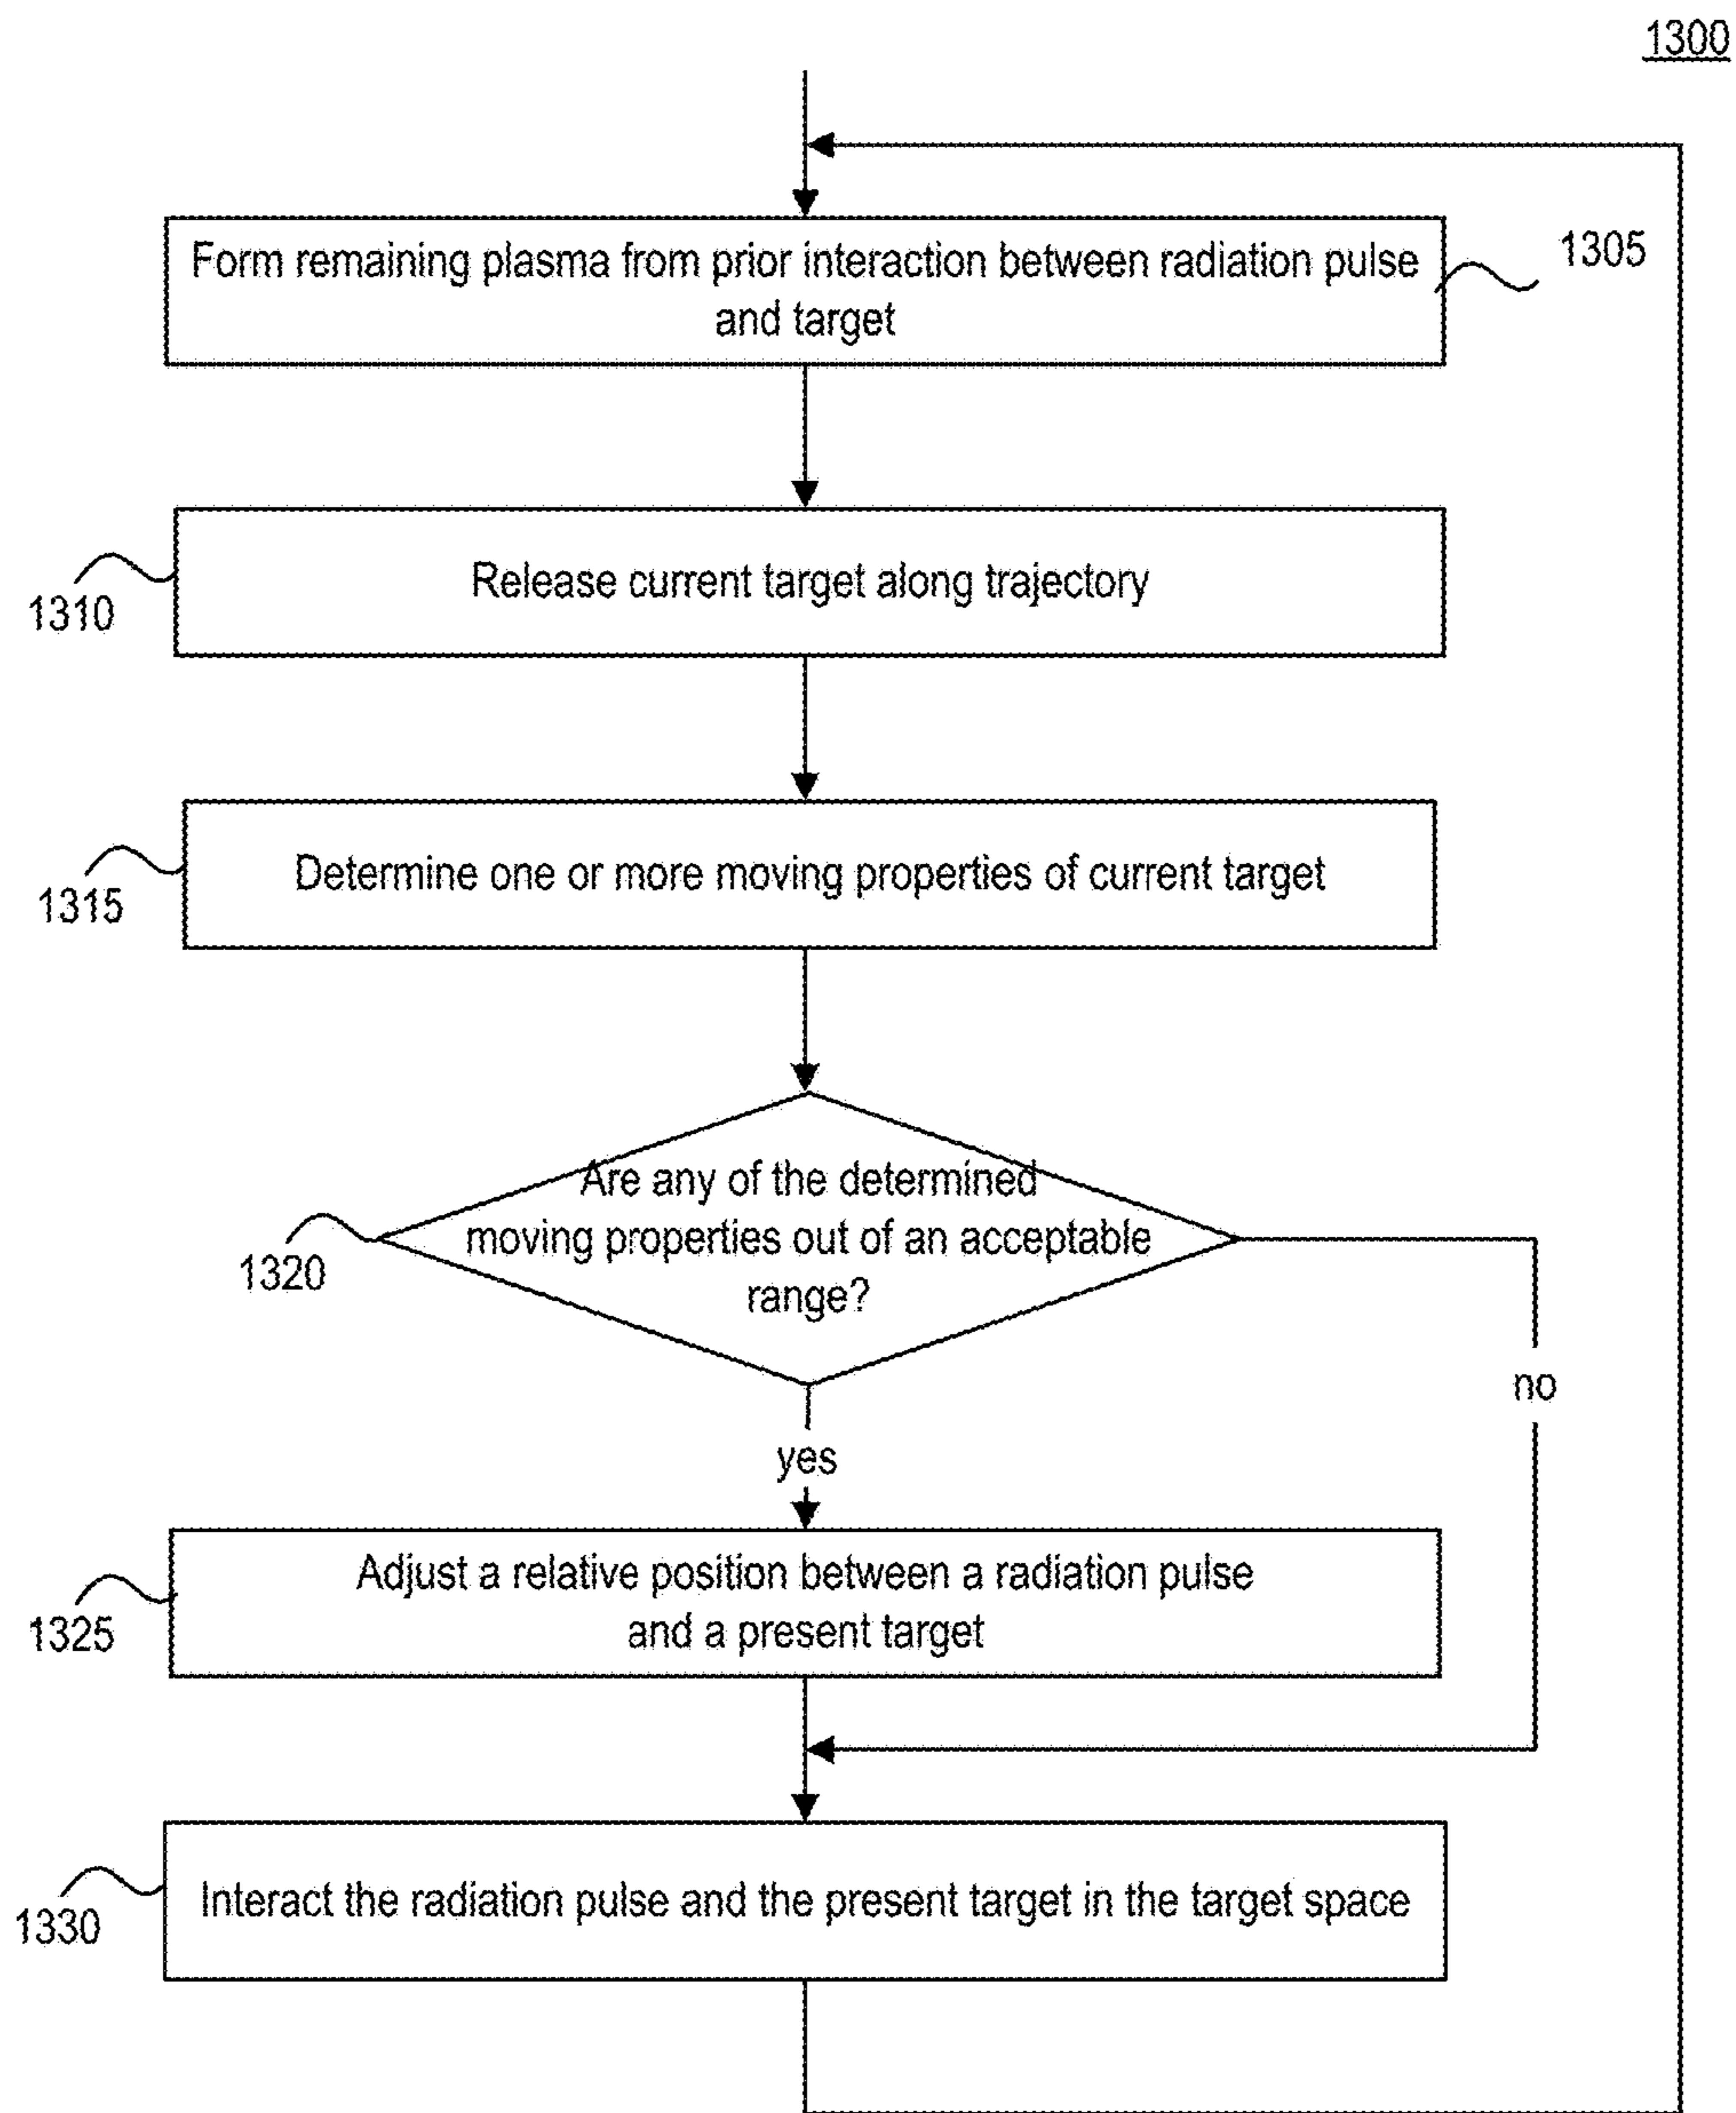 1300
Form remaining plasma from prior interaction between radiation pulse
and target
1305
Release current target along trajectory
1310
Determine one or more moving properties of current target
1315
Are any of the determined
moving properties out of an acceptable
range?
1320
no
yes
Adjust a relative position between a radiation pulse
and a present target
1325
Interact the radiation pulse and the present target in the target space
1330